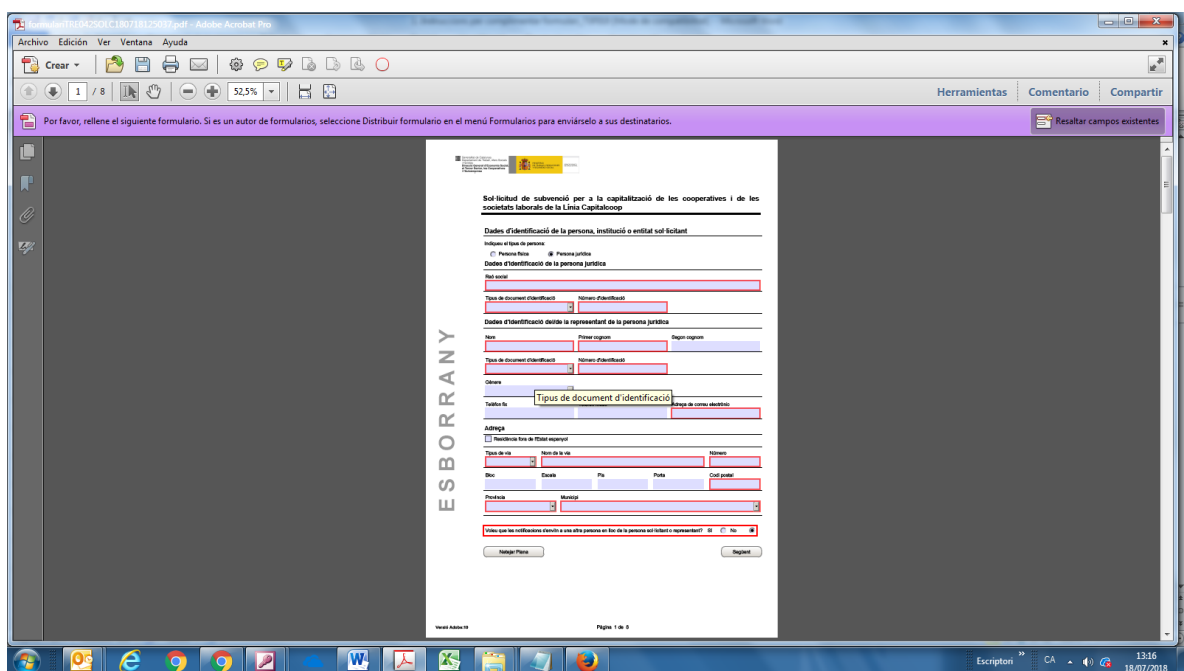 formulariTRE042SOLC180718125037.pdf - Adobe Acrobat Pro
Archivo Edición Ver Ventana Ayuda
Crear
1 / 8 52,5% Herramientas Comentario Compartir
Por favor, rellene el siguiente formulario. Si es un autor de formularios, seleccione Distribuir formulario en el menú Formularios para enviárselo a sus destinatarios. Resaltar campos existentes
Sol·licitud de subvenció per a la capitalització de les cooperatives i de les
societats laborals de la Línia Capitalcoop
Dades d'identificació de la persona, institució o entitat sol·licitant
Indiqueu el tipus de persona:
Persona física Persona jurídica
Dades d'identificació de la persona jurídica
Raó social
Tipus de document d'identificació Número d'identificació
Dades d'identificació del/de la representant de la persona jurídica
Nom Primer cognom Segon cognom
Tipus de document d'identificació Número d'identificació
Gènere
Tipus de document d'identificació
Telèfon fix Adreça de correu electrònic
Adreça
Residència fora de l'Estat espanyol
Tipus de via Nom de la via Número
Bloc Escala Pis Porta Codi postal
Província Municipi
Voleu que les notificacions s'enviïn a una altra persona en lloc de la persona sol·licitant o representant? Sí No
Netejar Plana Següent
ESBORRANY
Versió Adobe:10 Pàgina 1 de 8
Escriptori CA 13:16
18/07/2018